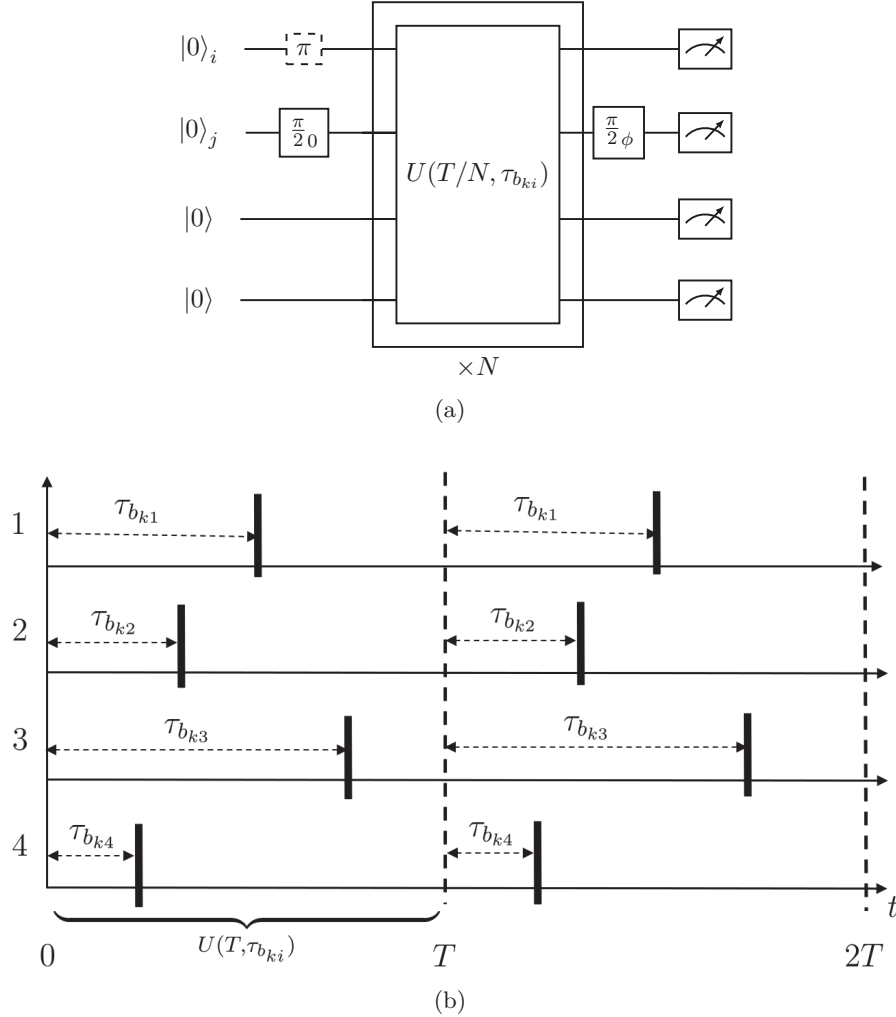 |0⟩ᵢ π
|0⟩ⱼ π/2 0 U(T/N, τ_{b_{ki}}) π/2 ϕ
|0⟩
|0⟩
×N
(a)
1 τ_{b_{k1}} τ_{b_{k1}}
2 τ_{b_{k2}} τ_{b_{k2}}
3 τ_{b_{k3}} τ_{b_{k3}}
4 τ_{b_{k4}} τ_{b_{k4}}
t
U(T,τ_{b_{ki}})
0 T 2T
(b)